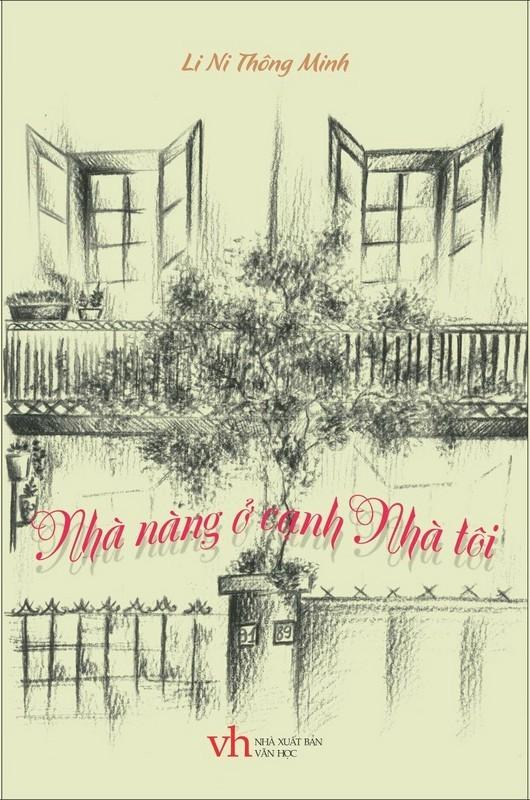 Li Ni Thông Minh
Nhà nàng ở cạnh Nhà tôi
91 89
vh NHÀ XUẤT BẢN
VĂN HỌC